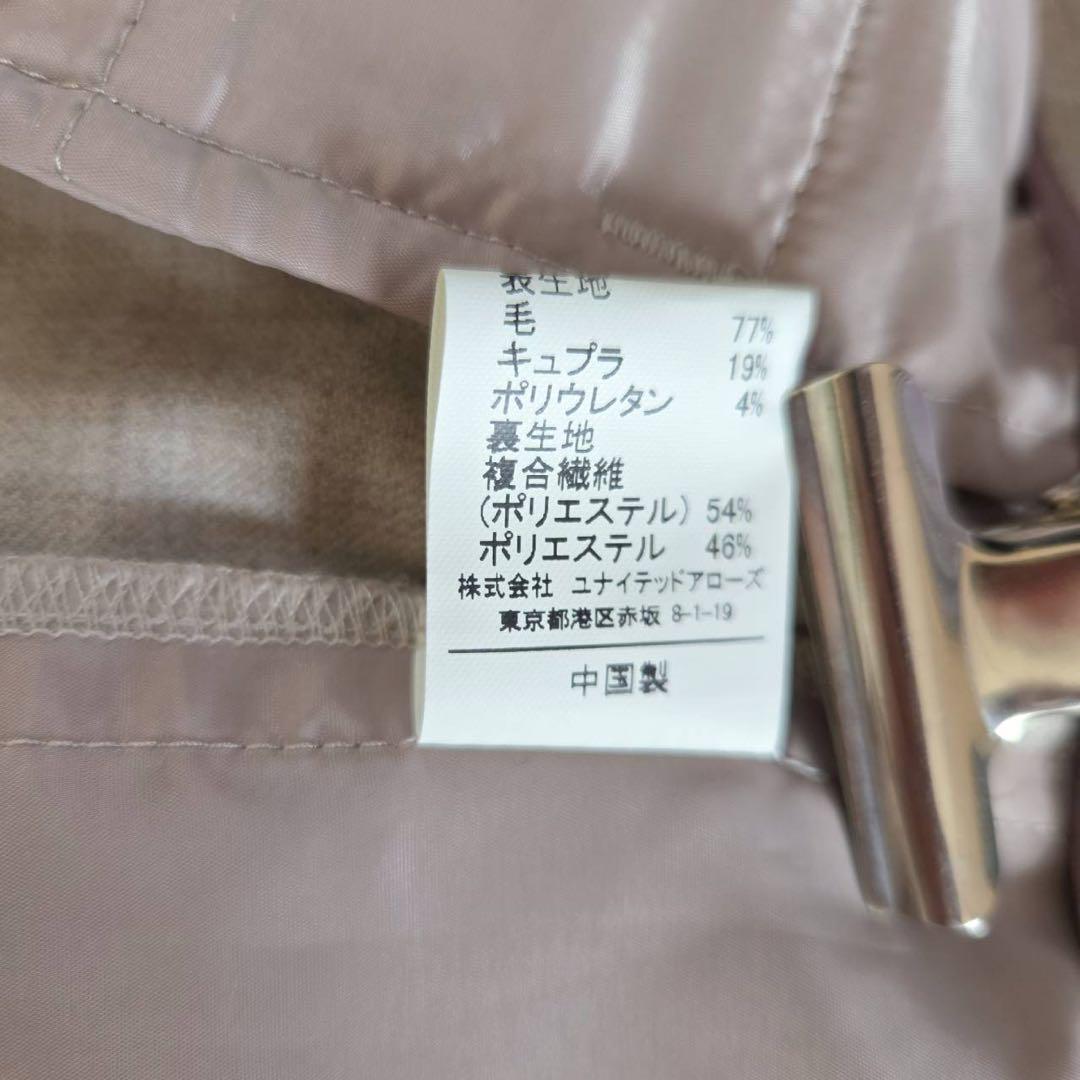 表生地
毛 77%
キュプラ 19%
ポリウレタン 4%
裏生地
複合繊維
(ポリエステル) 54%
ポリエステル 46%
株式会社 ユナイテッドアローズ
東京都港区赤坂 8-1-19
中国製